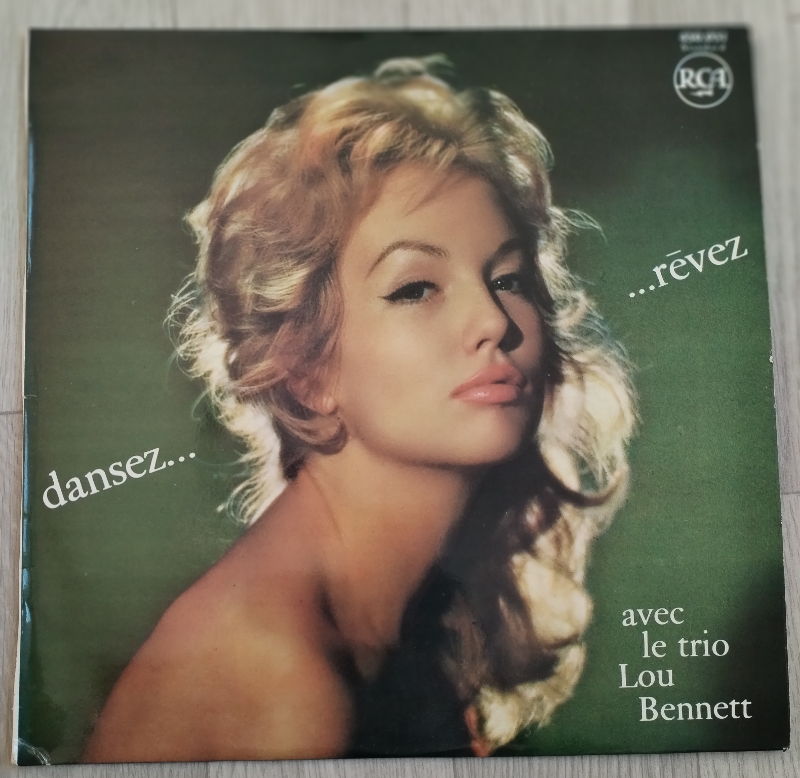 RCA
...rēvez
dansez...
avec
le trio
Lou
Bennett